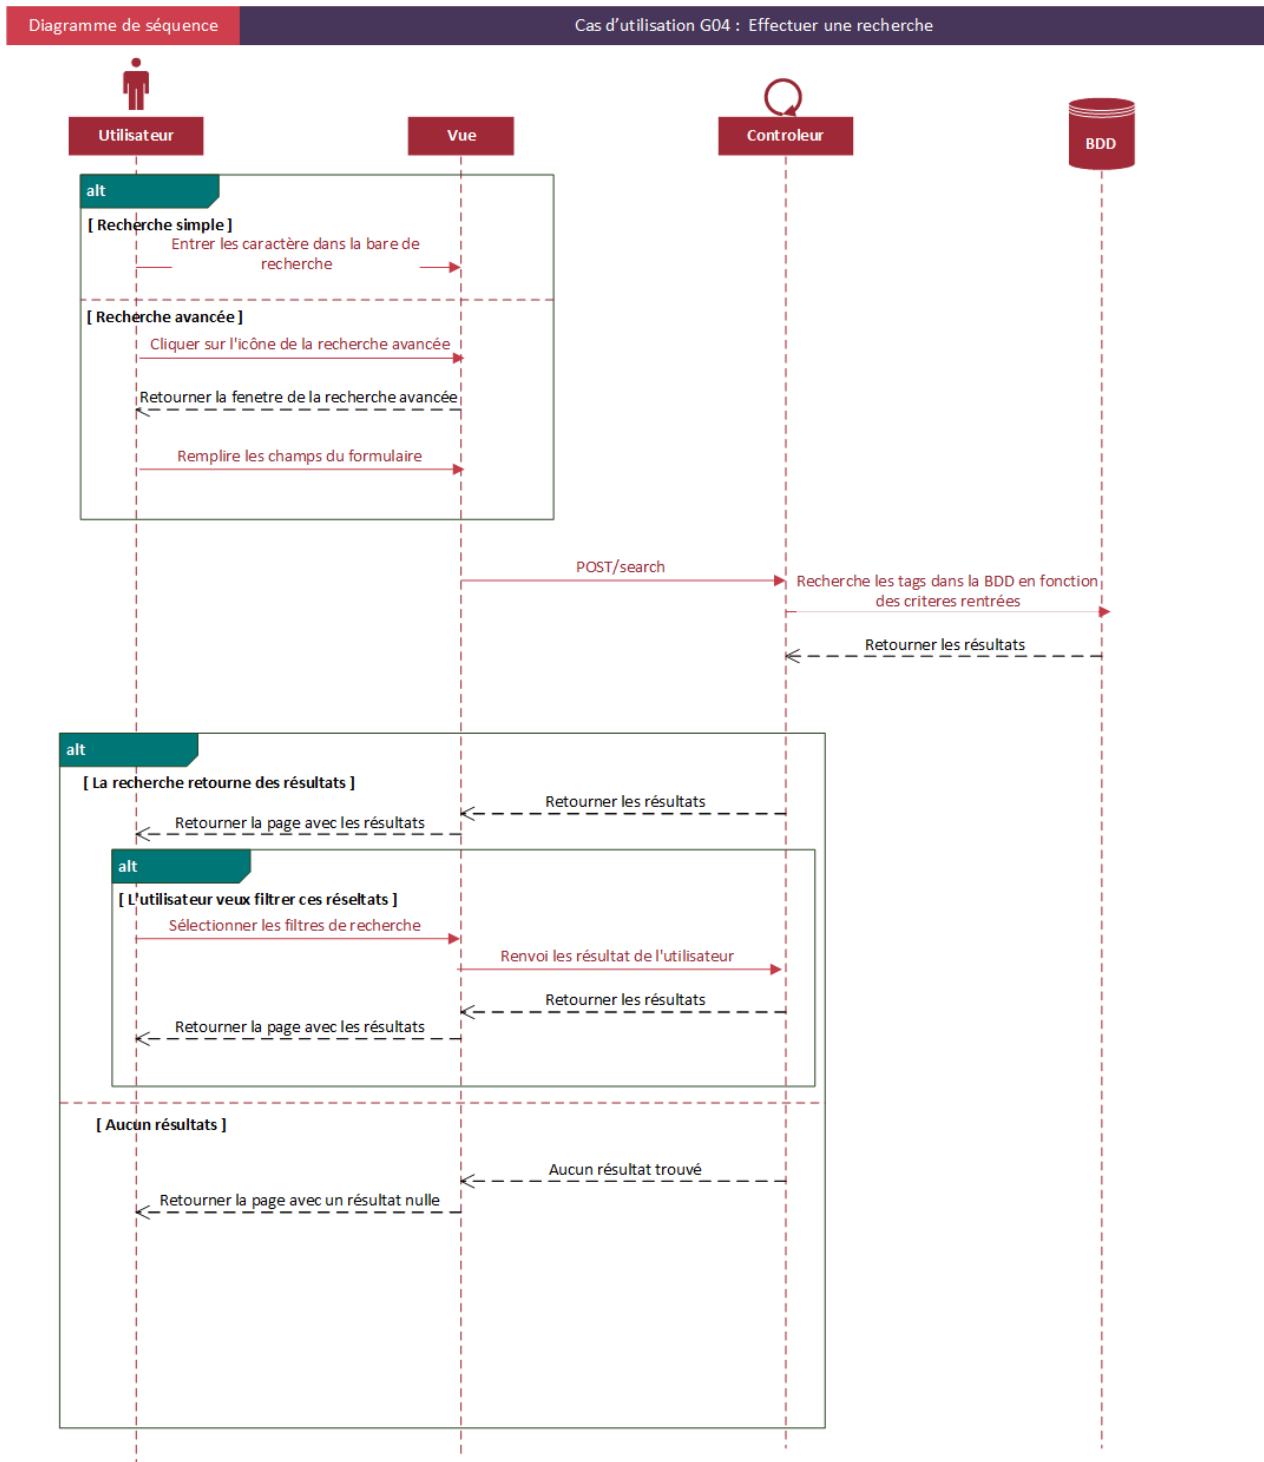 Diagramme de séquence
Cas d'utilisation G04 : Effectuer une recherche
Utilisateur
Vue
Controleur
BDD
alt
[ Recherche simple ]
Entrer les caractère dans la bare de
recherche
[ Recherche avancée ]
Cliquer sur l'icône de la recherche avancée
Retourner la fenetre de la recherche avancée
Remplire les champs du formulaire
POST/search
Recherche les tags dans la BDD en fonction
des criteres rentrées
Retourner les résultats
alt
[ La recherche retourne des résultats ]
Retourner les résultats
Retourner la page avec les résultats
alt
[ L'utilisateur veux filtrer ces réseltats ]
Sélectionner les filtres de recherche
Renvoi les résultat de l'utilisateur
Retourner les résultats
Retourner la page avec les résultats
[ Aucun résultats ]
Aucun résultat trouvé
Retourner la page avec un résultat nulle